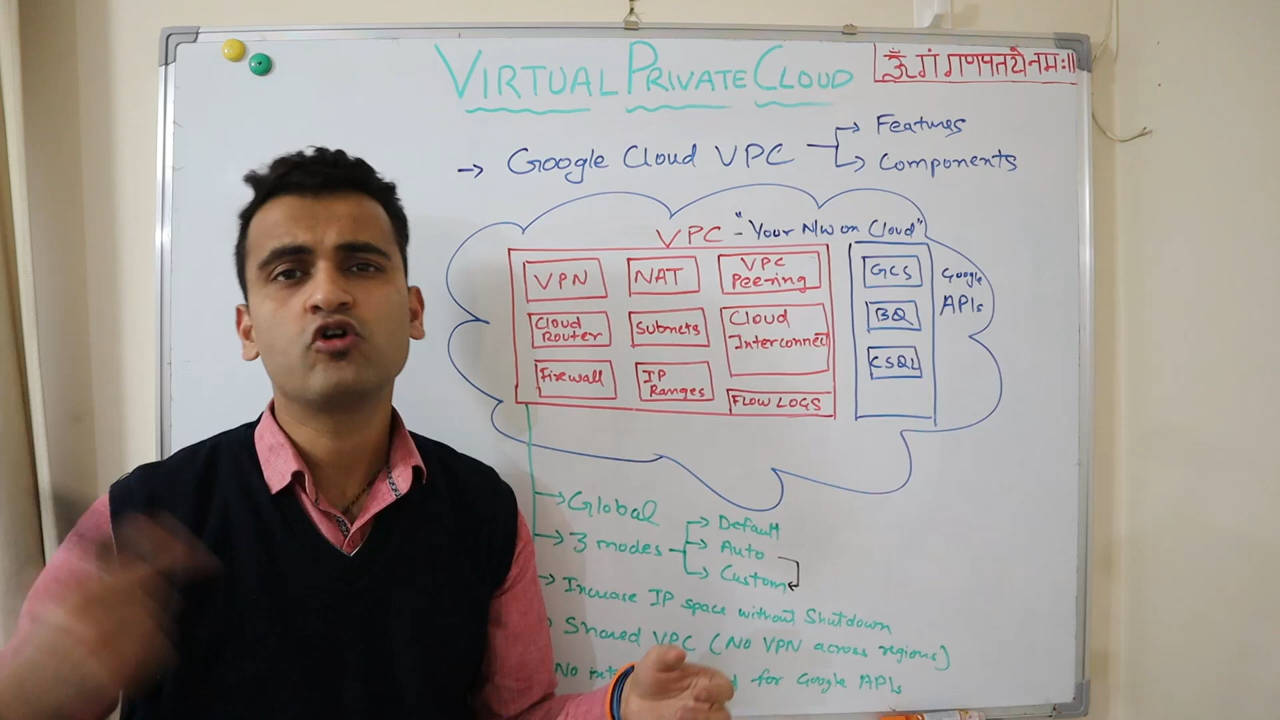 VIRTUAL PRIVATE CLOUD
ॐ गं गणपतये नमः॥
→ Google Cloud VPC → Features
→ Components
VPC - "Your N/W on Cloud"
VPN NAT VPC Peering
Cloud Router Subnets Cloud Interconnect
Firewall IP Ranges FLOW LOGS
GCS
BQ
CSQL
Google APIs
→ Global
→ 3 modes → Default
→ Auto
→ Custom
→ Increase IP space without Shutdown
Shared VPC (No VPN across regions)
No for Google APIs